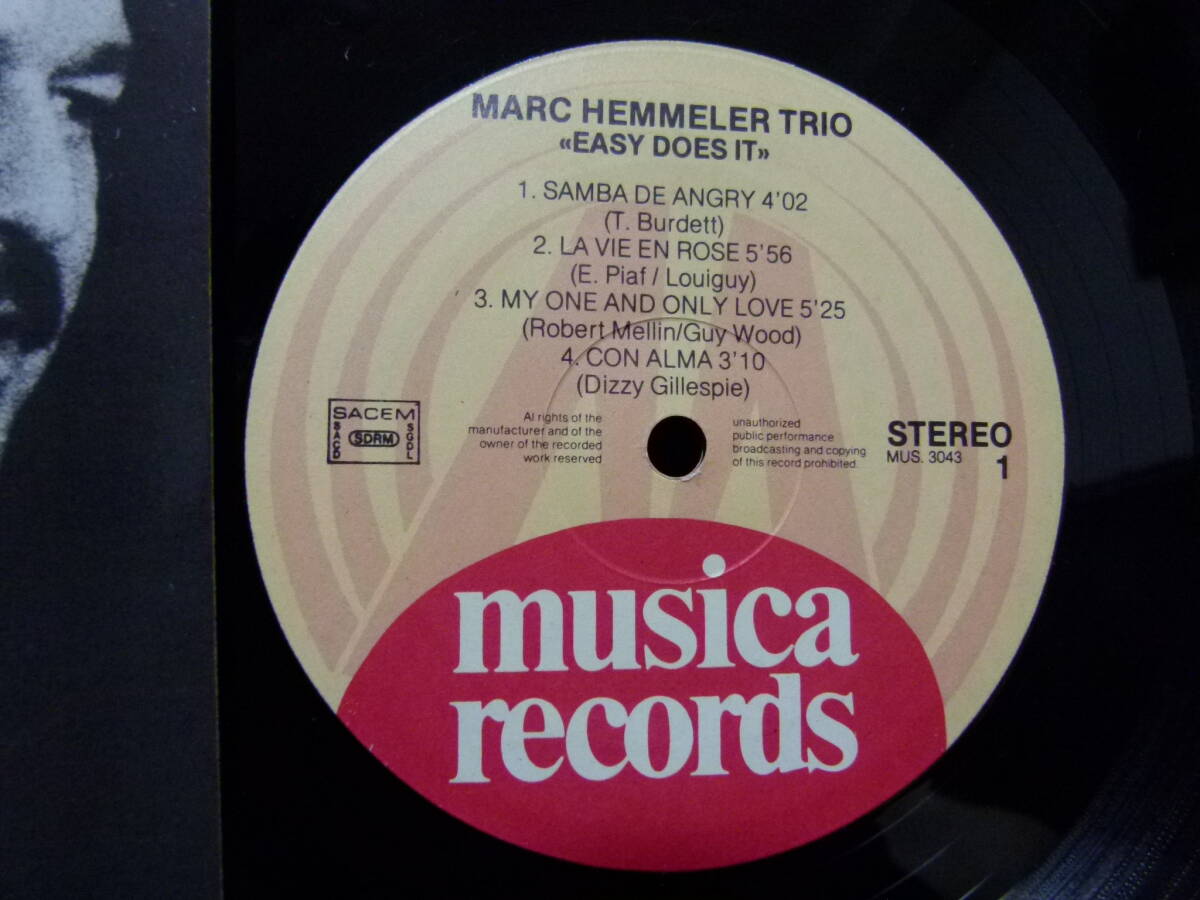 MARC HEMMELER TRIO
«EASY DOES IT»
1. SAMBA DE ANGRY 4'02
(T. Burdett)
2. LA VIE EN ROSE 5'56
(E. Piaf / Louiguy)
3. MY ONE AND ONLY LOVE 5'25
(Robert Mellin/Guy Wood)
4. CON ALMA 3'10
(Dizzy Gillespie)
SACEM
SACD
SDRM
SGDL
Al rights of the
manufacturer and of the
owner of the recorded
work reserved
unauthorized
public performance
broadcasting and copying
of this record prohibited.
STEREO
MUS. 3043
1
musica
records